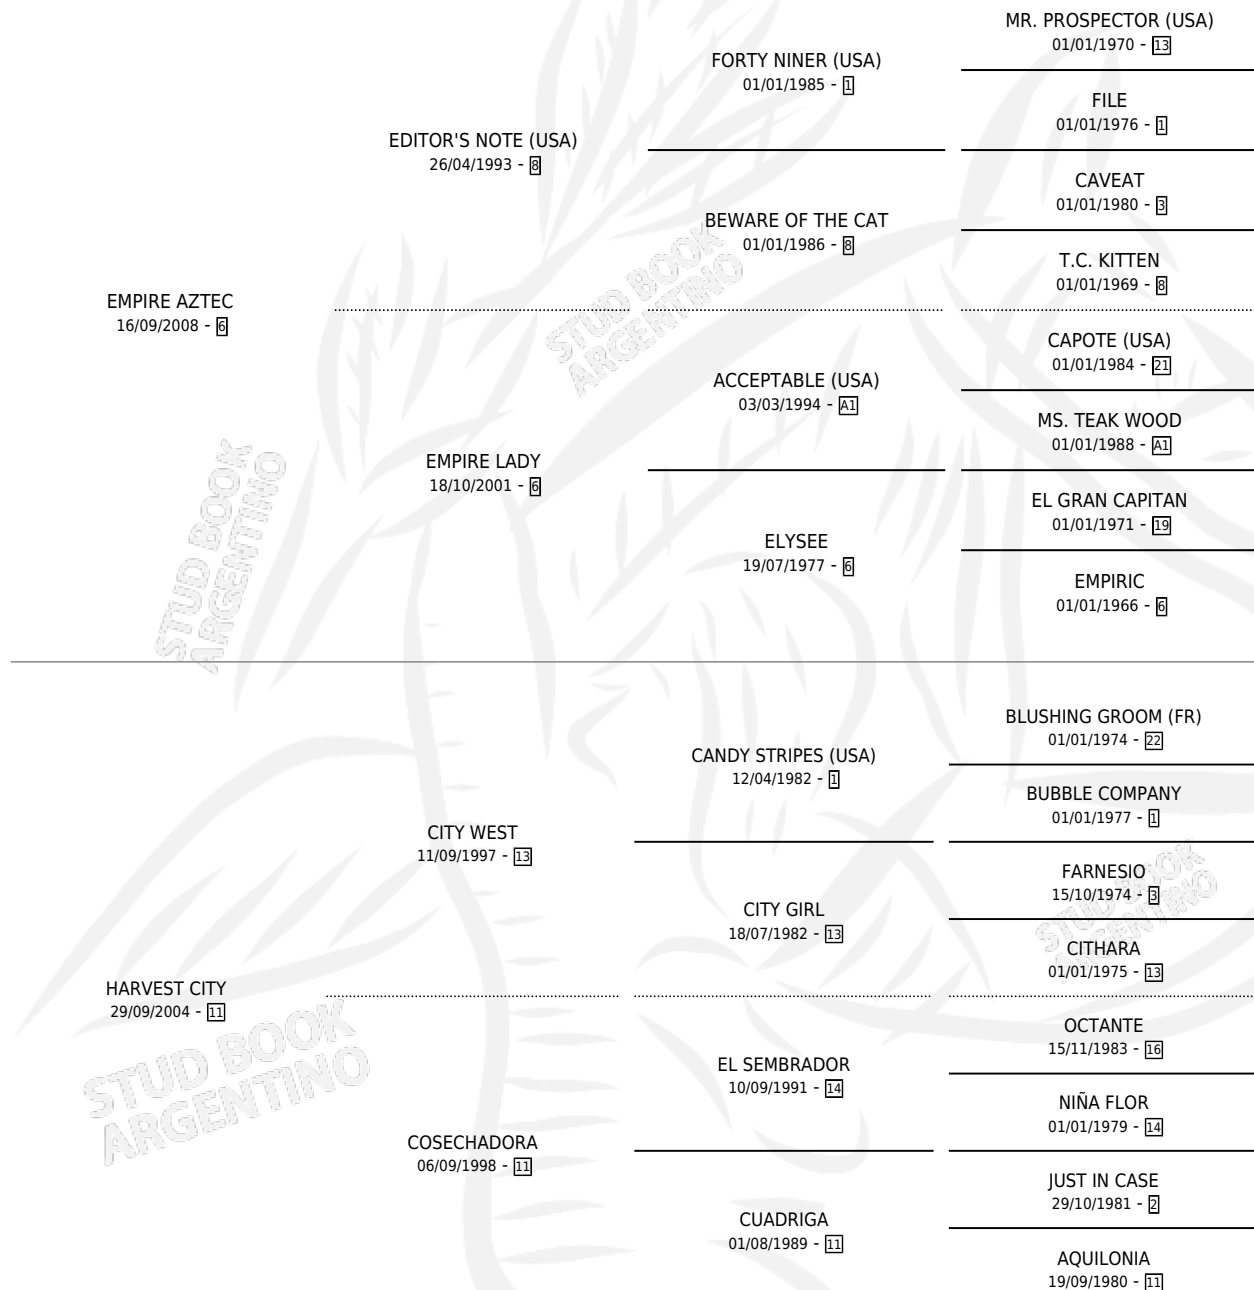 MR. PROSPECTOR (USA)
01/01/1970 - 13
FORTY NINER (USA)
01/01/1985 - 1
FILE
01/01/1976 - 1
EDITOR'S NOTE (USA)
26/04/1993 - 8
CAVEAT
01/01/1980 - 3
BEWARE OF THE CAT
01/01/1986 - 8
T.C. KITTEN
01/01/1969 - 8
EMPIRE AZTEC
16/09/2008 - 6
CAPOTE (USA)
01/01/1984 - 21
ACCEPTABLE (USA)
03/03/1994 - A1
MS. TEAK WOOD
01/01/1988 - A1
EMPIRE LADY
18/10/2001 - 6
EL GRAN CAPITAN
01/01/1971 - 19
ELYSEE
19/07/1977 - 6
EMPIRIC
01/01/1966 - 6
BLUSHING GROOM (FR)
01/01/1974 - 22
CANDY STRIPES (USA)
12/04/1982 - 1
BUBBLE COMPANY
01/01/1977 - 1
CITY WEST
11/09/1997 - 13
FARNESIO
15/10/1974 - 3
CITY GIRL
18/07/1982 - 13
CITHARA
01/01/1975 - 13
HARVEST CITY
29/09/2004 - 11
OCTANTE
15/11/1983 - 16
EL SEMBRADOR
10/09/1991 - 14
NIÑA FLOR
01/01/1979 - 14
COSECHADORA
06/09/1998 - 11
JUST IN CASE
29/10/1981 - 2
CUADRIGA
01/08/1989 - 11
AQUILONIA
19/09/1980 - 11
STUD BOOK
ARGENTINO
STUD BOOK
ARGENTINO
STUD BOOK
ARGENTINO
STUD BOOK
ARGENTINO